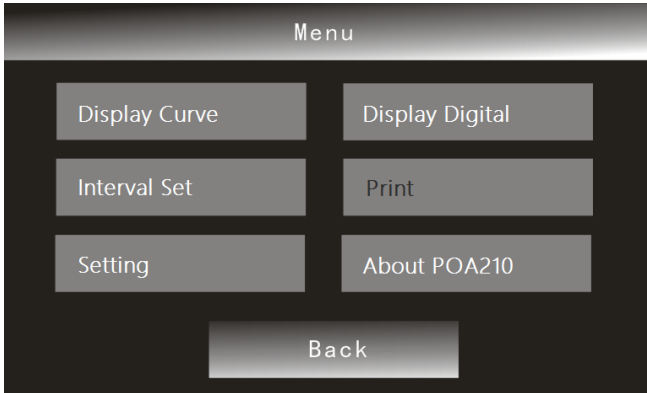 Menu
Display Curve
Display Digital
Interval Set
Print
Setting
About POA210
Back